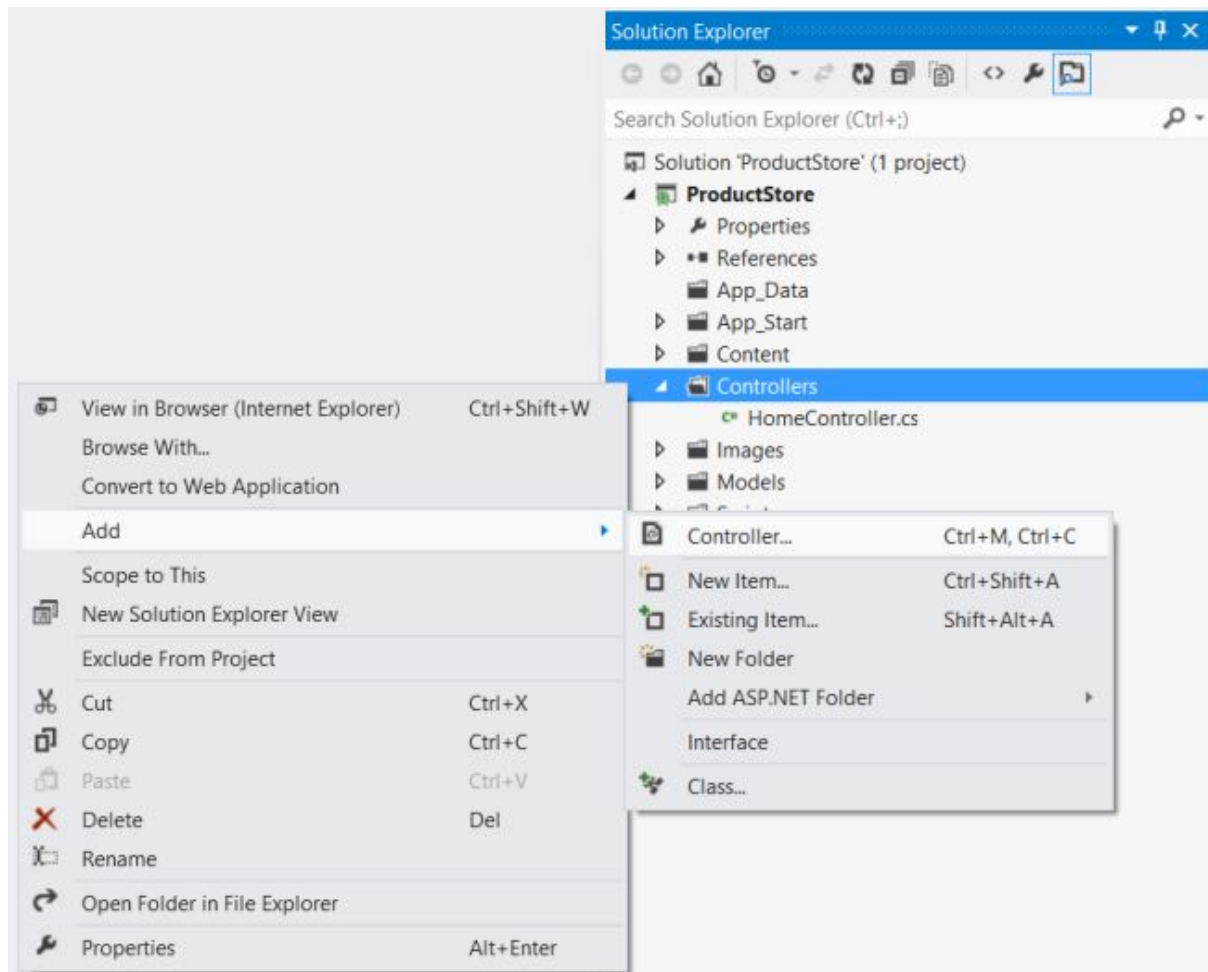 Solution Explorer
Search Solution Explorer (Ctrl+;)
Solution 'ProductStore' (1 project)
ProductStore
Properties
References
App_Data
App_Start
Content
Controllers
HomeController.cs
Images
Models
View in Browser (Internet Explorer) Ctrl+Shift+W
Browse With...
Convert to Web Application
Add
Scope to This
New Solution Explorer View
Exclude From Project
Cut Ctrl+X
Copy Ctrl+C
Paste Ctrl+V
Delete Del
Rename
Open Folder in File Explorer
Properties Alt+Enter
Controller... Ctrl+M, Ctrl+C
New Item... Ctrl+Shift+A
Existing Item... Shift+Alt+A
New Folder
Add ASP.NET Folder
Interface
Class...